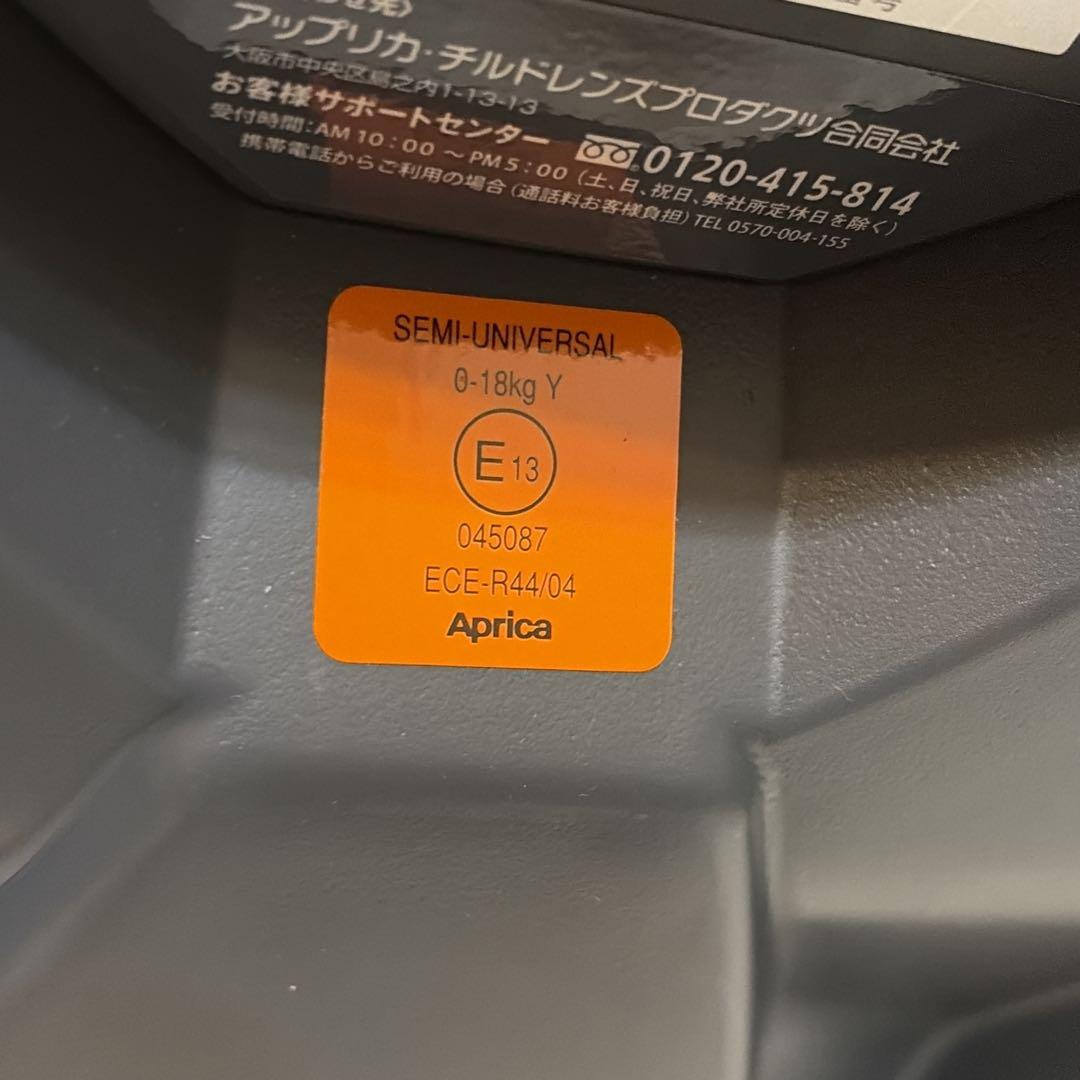 アップリカ・チルドレンズプロダクツ合同会社
大阪市中央区島之内1-13-13
お客様サポートセンター 0120-415-814
受付時間：AM 10：00 ～ PM 5：00（土、日、祝日、弊社所定休日を除く）
携帯電話からご利用の場合（通話料お客様負担）TEL 0570-004-155
SEMI-UNIVERSAL
0-18kg Y
E 13
045087
ECE-R44/04
Aprica